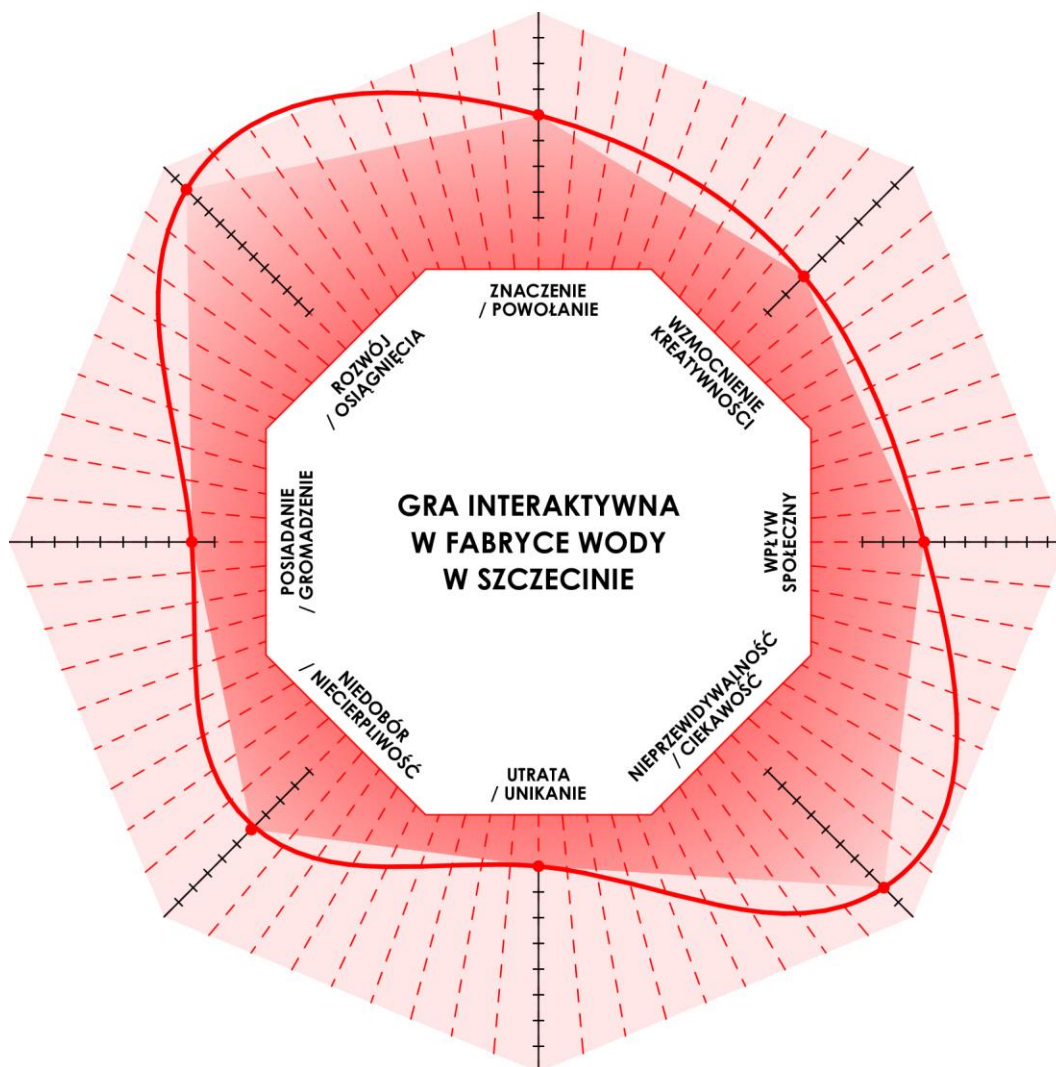 ZNACZENIE
/ POWOŁANIE
WZMOCNIENIE
KREATYWNOŚCI
WPŁYW
SPOŁECZNY
NIEPRZEWIDYWALNOŚĆ
/ CIEKAWOŚĆ
UTRATA
/ UNIKANIE
NIEDOBÓR
/ NIECIERPLIWOŚĆ
POSIADANIE
/ GROMADZENIE
ROZWÓJ
/ OSIĄGNIĘCIA
GRA INTERAKTYWNA
W FABRYCE WODY
W SZCZECINIE